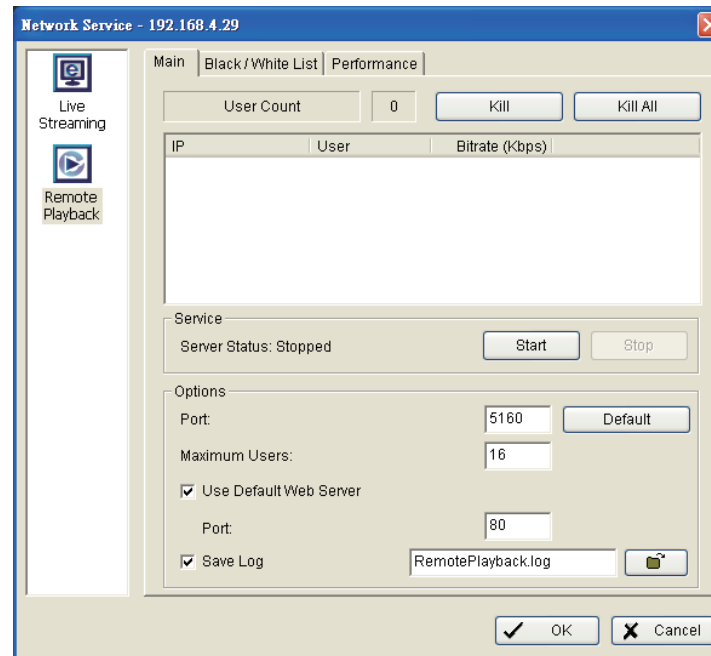 Network Service - 192.168.4.29
Live
Streaming
Remote
Playback
Main Black / White List Performance
User Count 0 Kill Kill All
IP User Bitrate (Kbps)
Service
Server Status: Stopped Start Stop
Options
Port: 5160 Default
Maximum Users: 16
Use Default Web Server
Port: 80
Save Log RemotePlayback.log
OK Cancel